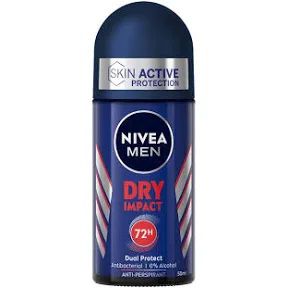 SKIN ACTIVE
PROTECTION
NIVEA
MEN
DRY
IMPACT
72H
Dual Protect
Antibacterial | 0% Alcohol
ANTI-PERSPIRANT
50ml